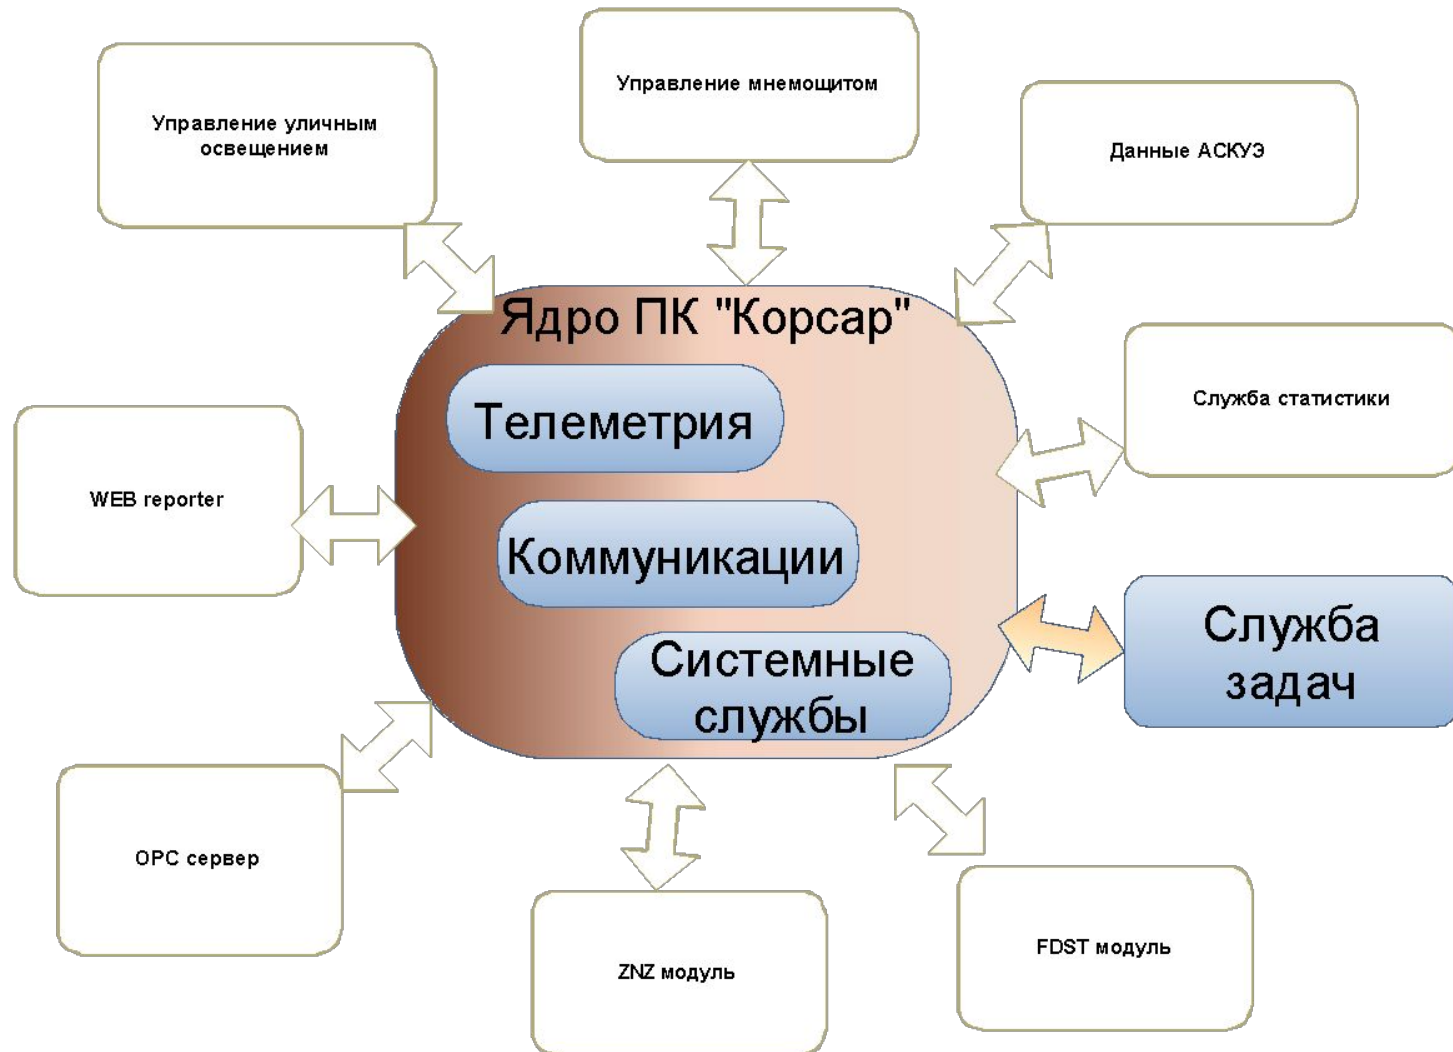 Управление мнемощитом
Управление уличным
освещением
Данные АСКУЭ
Ядро ПК "Корсар"
Телеметрия
Служба статистики
WEB reporter
Коммуникации
Служба
задач
Системные
службы
OPC сервер
ZNZ модуль
FDST модуль